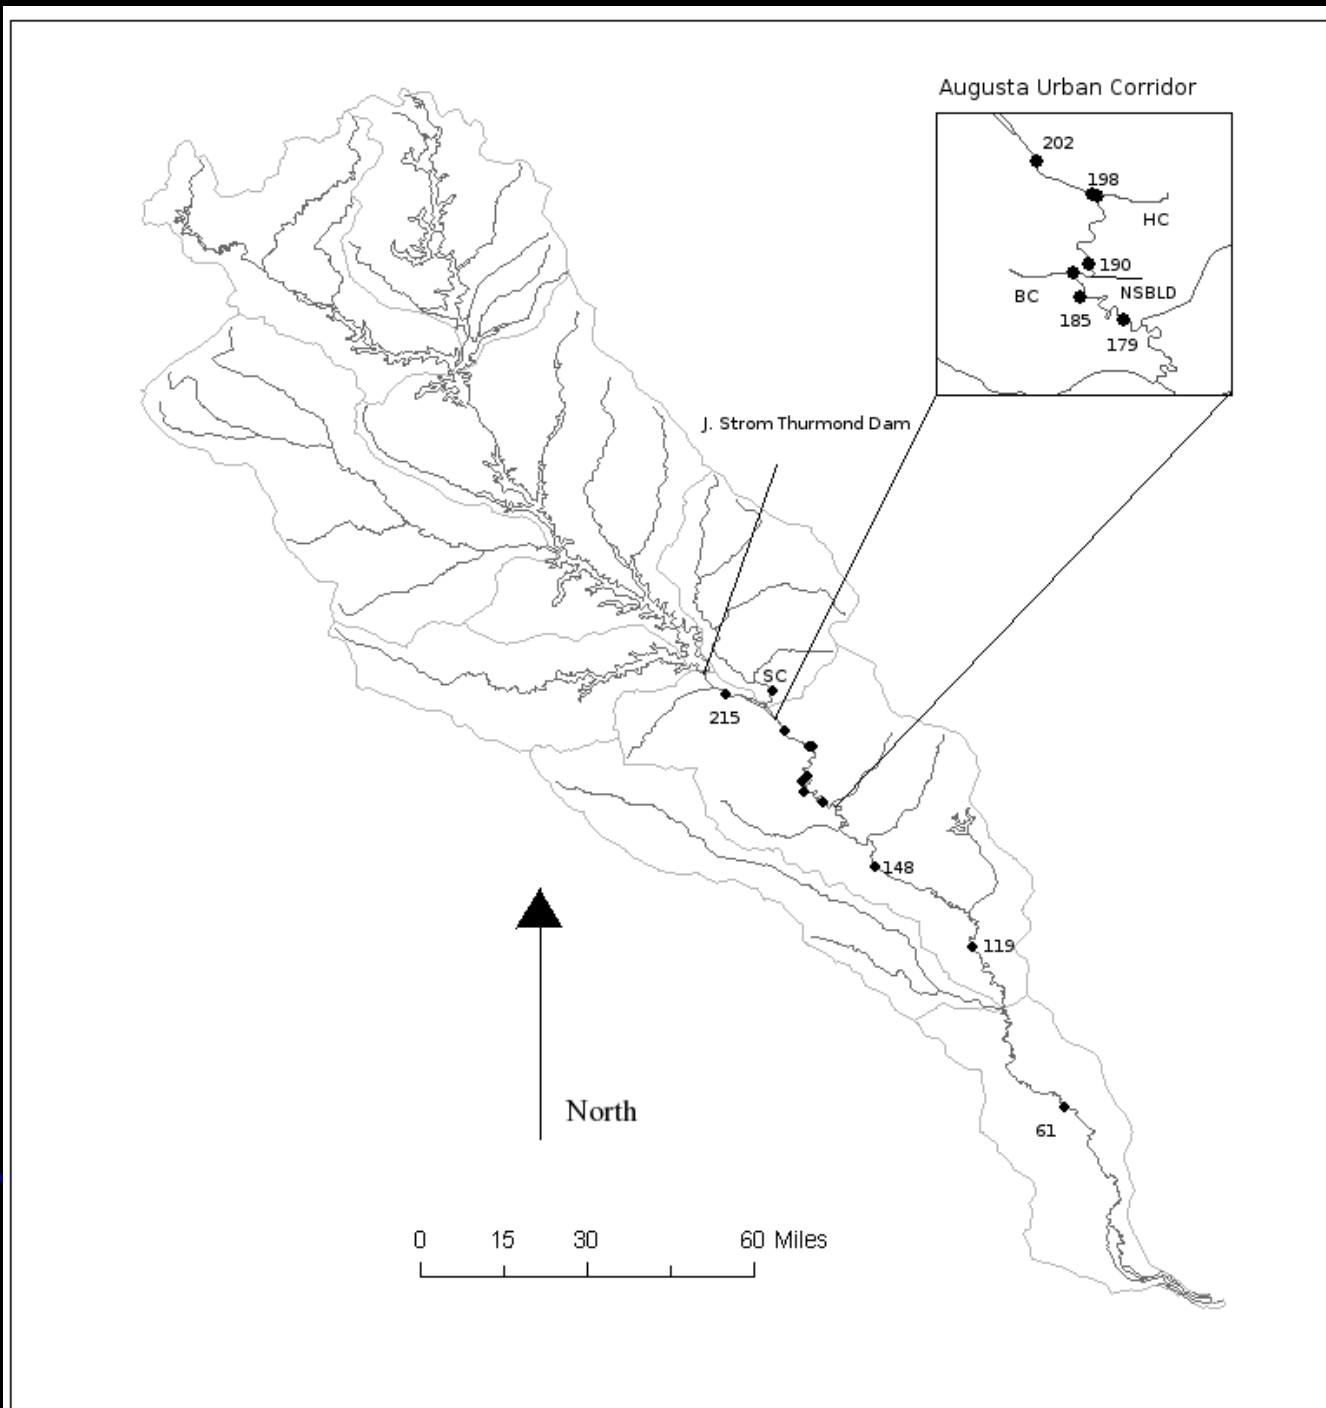 Augusta Urban Corridor
202
198
HC
190
BC
NSBLD
185
179
J. Strom Thurmond Dam
SC
215
148
119
North
61
0 15 30 60 Miles